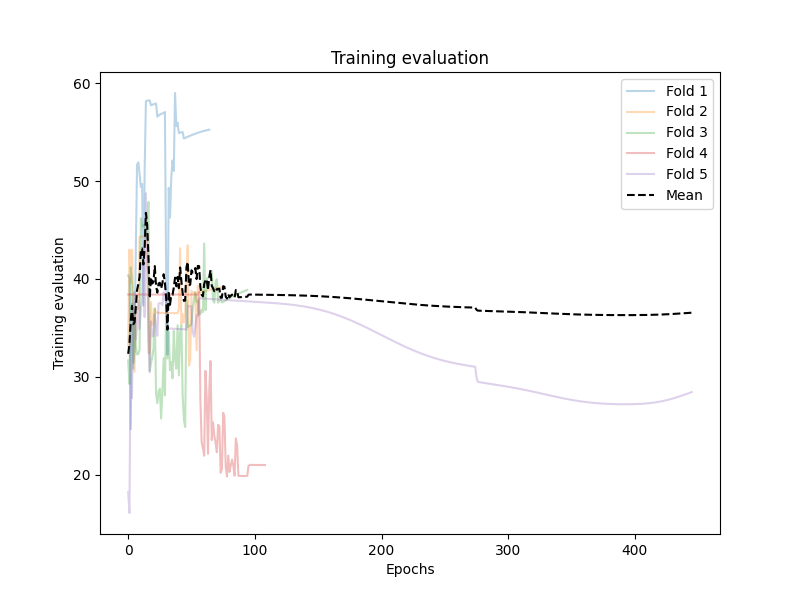 Training evaluation
60
50
40
30
20
Training evaluation
0
100
200
300
400
Epochs
Fold 1
Fold 2
Fold 3
Fold 4
Fold 5
Mean